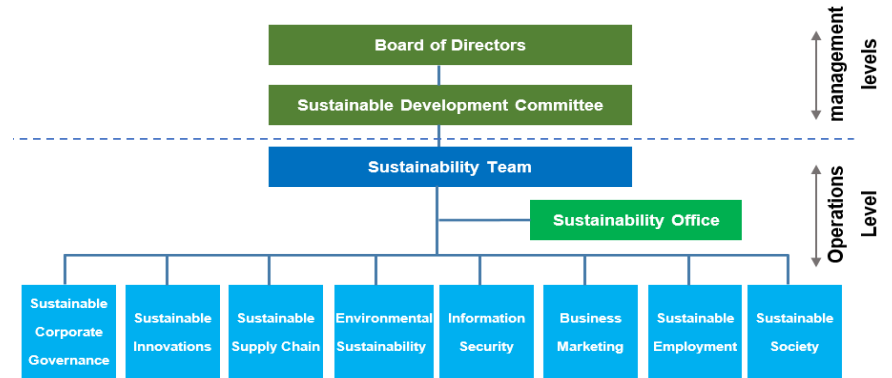 Board of Directors
Sustainable Development Committee
management
levels
Sustainability Team
Sustainability Office
Operations
Level
Sustainable
Corporate
Governance
Sustainable
Innovations
Sustainable
Supply Chain
Environmental
Sustainability
Information
Security
Business
Marketing
Sustainable
Employment
Sustainable
Society